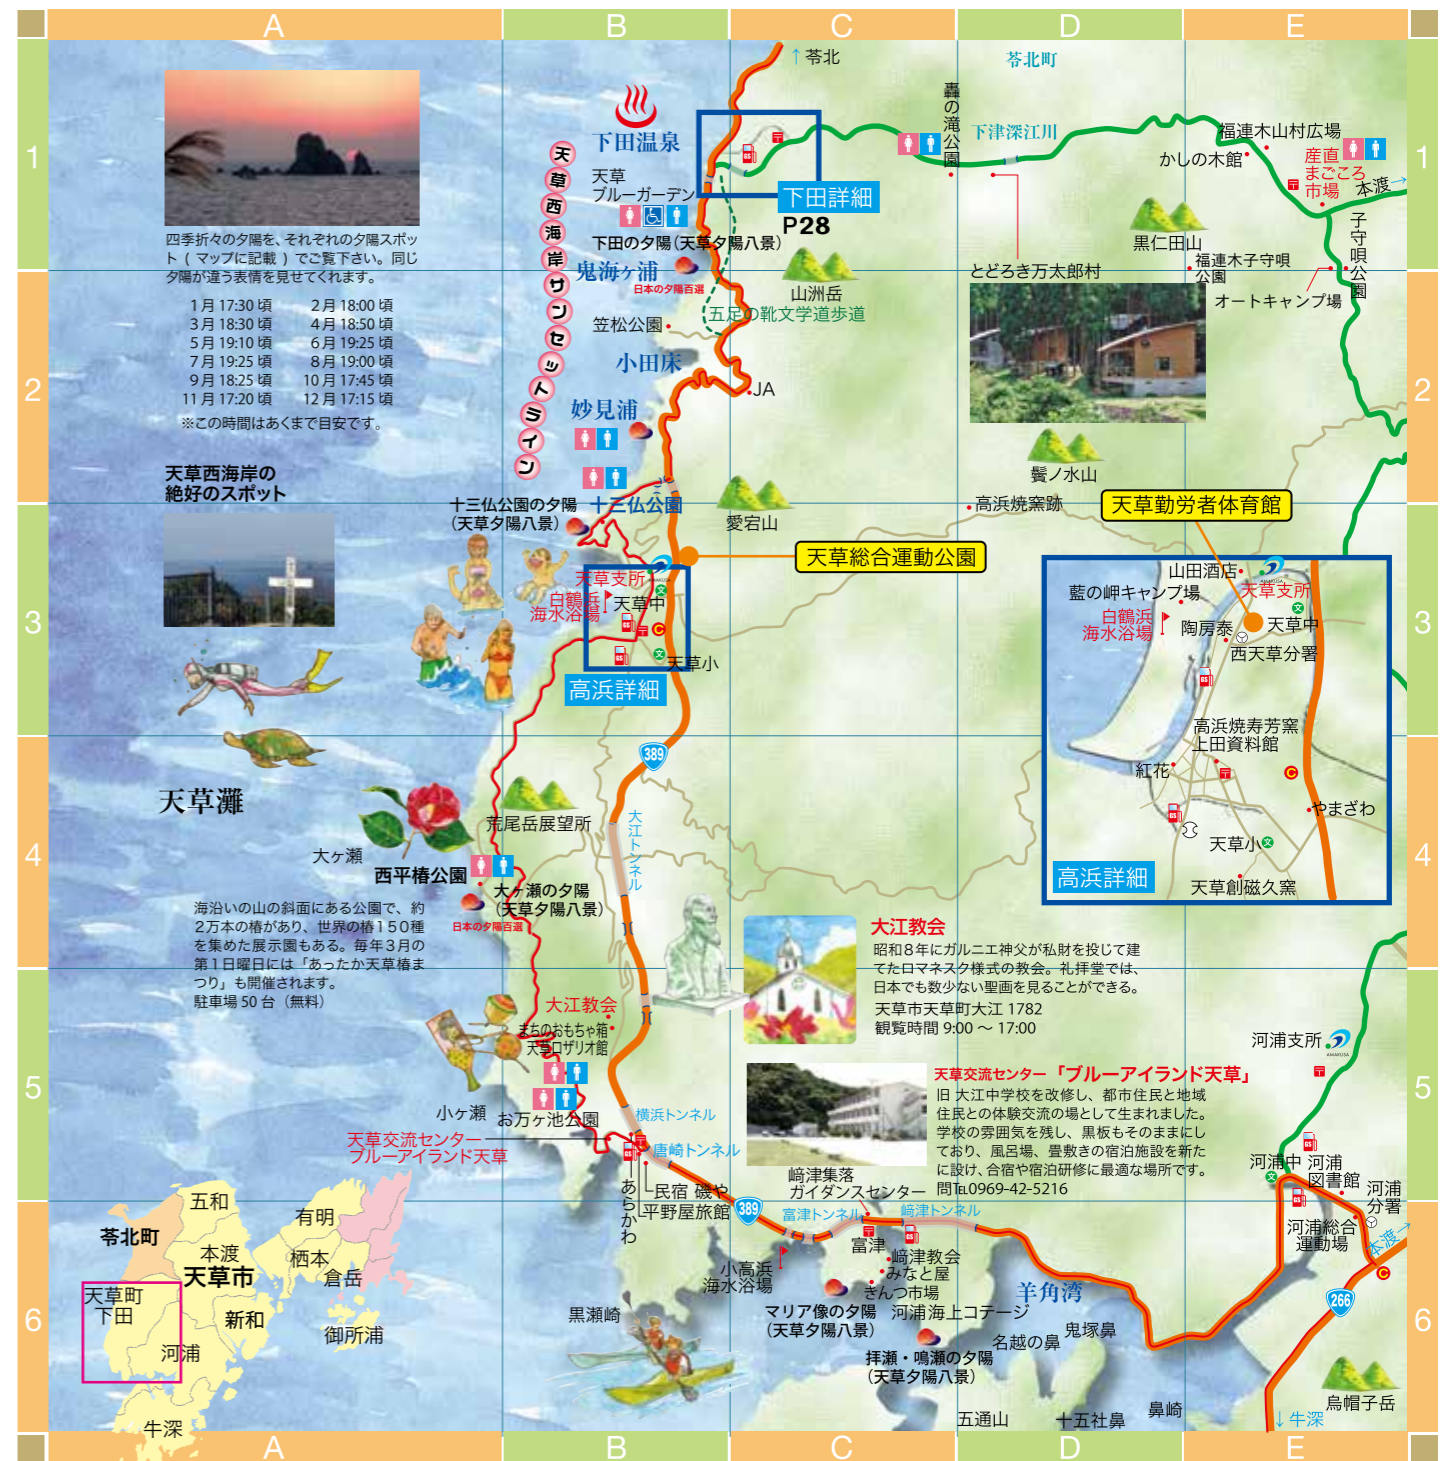 A
B
C
D
E
1
2
3
4
5
6
1
2
3
4
5
6
A
B
C
D
E
四季折々の夕陽を、それぞれの夕陽スポッ
ト ( マップに記載 ) でご覧下さい。同じ
夕陽が違う表情を見せてくれます。
1月 17:30 頃 2月 18:00 頃
3月 18:30 頃 4月 18:50 頃
5月 19:10 頃 6月 19:25 頃
7月 19:25 頃 8月 19:00 頃
9月 18:25 頃 10月 17:45 頃
11月 17:20 頃 12月 17:15 頃
※この時間はあくまで目安です。
天草西海岸の
絶好のスポット
天草西海岸サンセットライン
下田温泉
天草
ブルーガーデン
下田の夕陽(天草夕陽八景)
鬼海ヶ浦
日本の夕陽百選
笠松公園
小田床
妙見浦
十三仏公園の夕陽
(天草夕陽八景)
十三仏公園
↑苓北
GS
下田詳細
P28
山洲岳
五足の靴文学道歩道
JA
愛宕山
苓北町
轟の滝公園
下津深江川
とどろき万太郎村
黒仁田山
福連木山村広場
かしの木館
産直
まごころ
市場
本渡→
子守唄公園
福連木子守唄
公園
オートキャンプ場
鬢ノ水山
高浜焼窯跡
天草勤労者体育館
天草総合運動公園
天草支所
AMAKUSA
白鶴浜
海水浴場
天草中
文
GS
C
GS
文
天草小
高浜詳細
山田酒店
AMAKUSA
天草支所
藍の岬キャンプ場
白鶴浜
海水浴場
陶房泰
文
天草中
西天草分署
GS
高浜焼寿芳窯
上田資料館
紅花
C
GS
やまざわ
天草小
文
天草創磁久窯
高浜詳細
389
天草灘
荒尾岳展望所
大江トンネル
大ヶ瀬
西平椿公園
大ヶ瀬の夕陽
(天草夕陽八景)
日本の夕陽百選
海沿いの山の斜面にある公園で、約
2万本の椿があり、世界の椿150種
を集めた展示園もある。毎年3月の
第1日曜日には「あったか天草椿ま
つり」も開催されます。
駐車場 50 台（無料）
大江教会
昭和8年にガルニエ神父が私財を投じて建
てたロマネスク様式の教会。礼拝堂では、
日本でも数少ない聖画を見ることができる。
天草市天草町大江 1782
観覧時間 9:00 ～ 17:00
大江教会
まちのおもちゃ箱
天草ロザリオ館
小ヶ瀬
お万ヶ池公園
横浜トンネル
天草交流センター
ブルーアイランド天草
GS
唐崎トンネル
天草交流センター「ブルーアイランド天草」
旧 大江中学校を改修し、都市住民と地域
住民との体験交流の場として生まれました。
学校の雰囲気を残し、黒板もそのままにし
ており、風呂場、畳敷きの宿泊施設を新た
に設け、合宿や宿泊研修に最適な場所です。
問℡0969-42-5216
河浦支所
AMAKUSA
GS
河浦中
文
河浦
図書館
GS
河浦
分署
河浦総合
運動場
本渡→
C
266
あらかわ
民宿 磯や
平野屋旅館
389
﨑津集落
ガイダンスセンター
富津トンネル
﨑津トンネル
GS
富津
小高浜
海水浴場
﨑津教会
みなと屋
きんつ市場
河浦海上コテージ
マリア像の夕陽
(天草夕陽八景)
拝瀬・鳴瀬の夕陽
(天草夕陽八景)
羊角湾
名越の鼻
鬼塚鼻
五通山
十五社鼻
鼻崎
↓牛深
烏帽子岳
黒瀬崎
五和
有明
苓北町
本渡
栖本
天草市
倉岳
天草町
下田
新和
御所浦
河浦
牛深